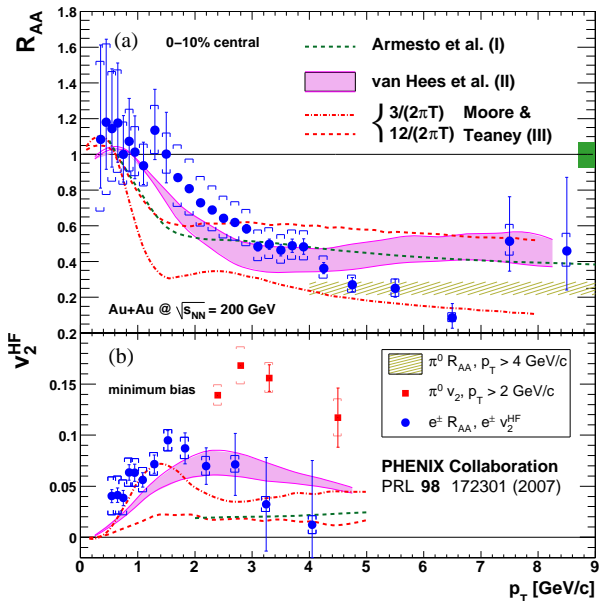 R_AA
1.8
1.6
1.4
1.2
1
0.8
0.6
0.4
0.2
(a)
0-10% central
Armesto et al. (I)
van Hees et al. (II)
3/(2πT)
12/(2πT)
Moore &
Teaney (III)
Au+Au @ √s_NN = 200 GeV
v_2^HF
0.2
0.15
0.1
0.05
0
(b)
minimum bias
π⁰ R_AA, p_T > 4 GeV/c
π⁰ v_2, p_T > 2 GeV/c
e± R_AA, e± v_2^HF
PHENIX Collaboration
PRL 98 172301 (2007)
0 1 2 3 4 5 6 7 8 9
p_T [GeV/c]